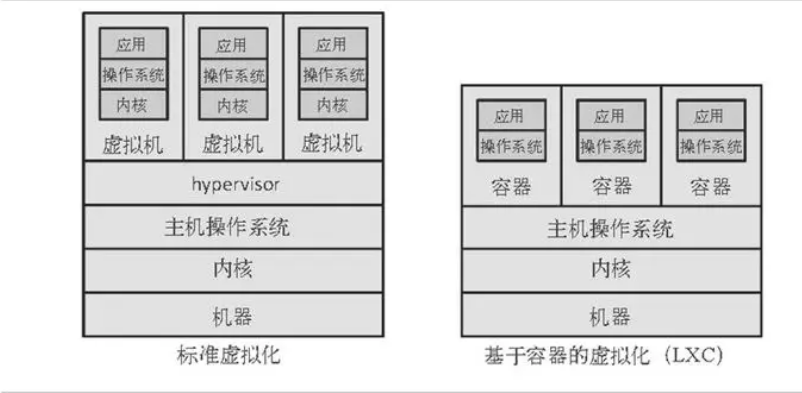 应用 应用 应用
操作系统 操作系统 操作系统
内核 内核 内核
虚拟机 虚拟机 虚拟机
hypervisor
主机操作系统
内核
机器
标准虚拟化
应用 应用 应用
操作系统 操作系统 操作系统
容器 容器 容器
主机操作系统
内核
机器
基于容器的虚拟化（LXC）